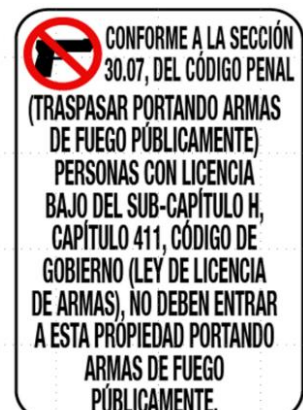 CONFORME A LA SECCIÓN
30.07, DEL CÓDIGO PENAL
(TRASPASAR PORTANDO ARMAS
DE FUEGO PÚBLICAMENTE)
PERSONAS CON LICENCIA
BAJO DEL SUB-CAPÍTULO H,
CAPÍTULO 411, CÓDIGO DE
GOBIERNO (LEY DE LICENCIA
DE ARMAS), NO DEBEN ENTRAR
A ESTA PROPIEDAD PORTANDO
ARMAS DE FUEGO
PÚBLICAMENTE.